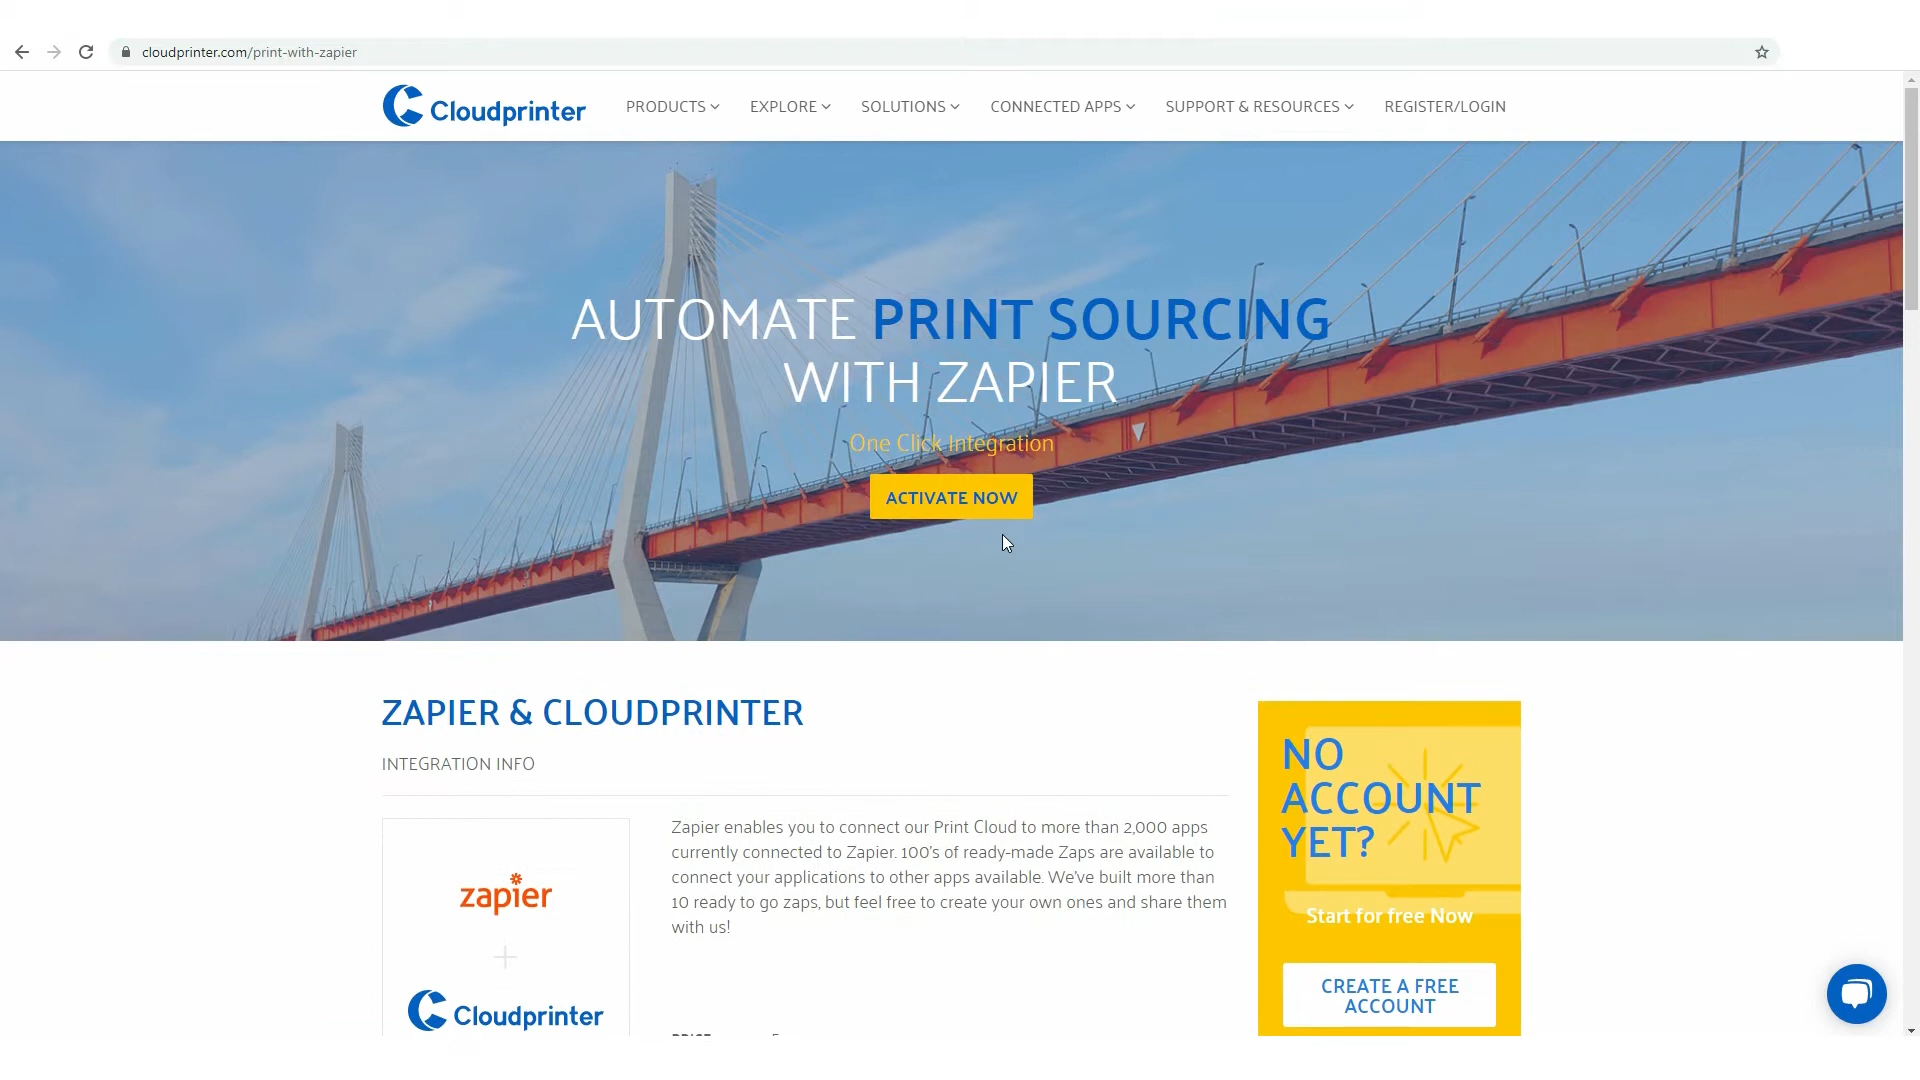 cloudprinter.com/print-with-zapier
Cloudprinter
PRODUCTS
EXPLORE
SOLUTIONS
CONNECTED APPS
SUPPORT & RESOURCES
REGISTER/LOGIN
AUTOMATE PRINT SOURCING
WITH ZAPIER
One Click Integration
ACTIVATE NOW
ZAPIER & CLOUDPRINTER
INTEGRATION INFO
zapier
Cloudprinter
Zapier enables you to connect our Print Cloud to more than 2,000 apps
currently connected to Zapier. 100's of ready-made Zaps are available to
connect your applications to other apps available. We've built more than
10 ready to go zaps, but feel free to create your own ones and share them
with us!
NO
ACCOUNT
YET?
Start for free Now
CREATE A FREE
ACCOUNT